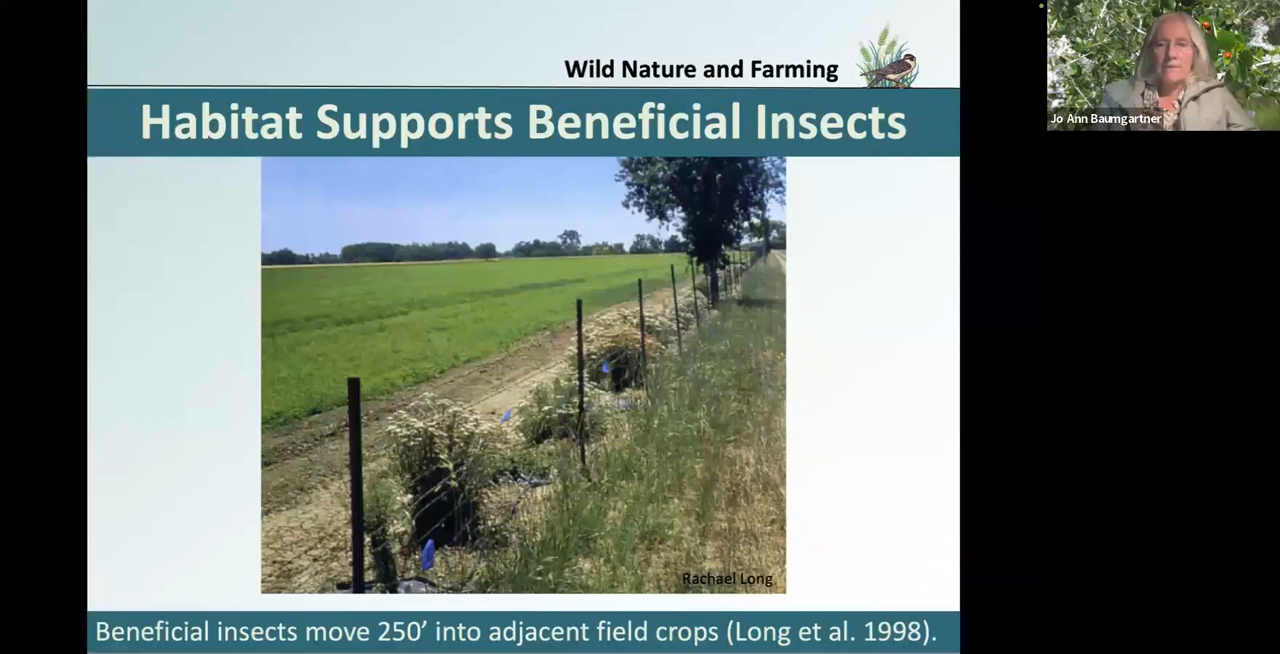 Wild Nature and Farming
Habitat Supports Beneficial Insects
Jo Ann Baumgartner
Rachael Long
Beneficial insects move 250’ into adjacent field crops (Long et al. 1998).